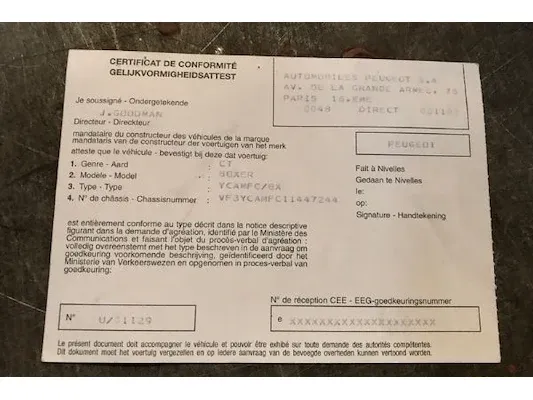 CERTIFICAT DE CONFORMITÉ
GELIJKVORMIGHEIDSATTEST
AUTOMOBILES PEUGEOT S.A
AV. DE LA GRANDE ARMEE, 75
PARIS 16.EME
DIRECT
Je soussigné - Ondergetekende
J.GOODMAN
Directeur - Direckteur
mandataire du constructeur des véhicules de la marque
mandataris van de constructeur der voertuigen van het merk
PEUGEOT
atteste que le véhicule - bevestigt bij deze dat voertuig:
1. Genre - Aard : CT
2. Modèle - Model : BOXER
3. Type - Type : YCAMFC/BX
4. N° de châssis - Chassisnummer : VF3YCAMFC11447244
Fait à Nivelles
Gedaan te Nivelles
le:
op:
Signature - Handtekening
est entièrement conforme au type décrit dans la notice descriptive
figurant dans la demande d'agréation, identifié par le Ministère des
Communications et faisant l'objet du procès-verbal d'agréation :
volledig overeenstemt met het type beschreven in de aanvraag om
goedkeuring voorkomende beschrijving, geïdentificeerd door het
Ministerie van Verkeerswezen en opgenomen in proces-verbal van
goedkeuring:
N° de réception CEE - EEG-goedkeuringsnummer
N° U/01129
e XXXXXXXXXXXXXXXXXXXX
Le présent document doit accompagner le véhicule et pouvoir être exhibé sur toute demande des autorités compétentes.
Dit document moet het voertuig vergezellen en op iedere aanvraag van de bevoegde overheden kunnen vertoond worden.